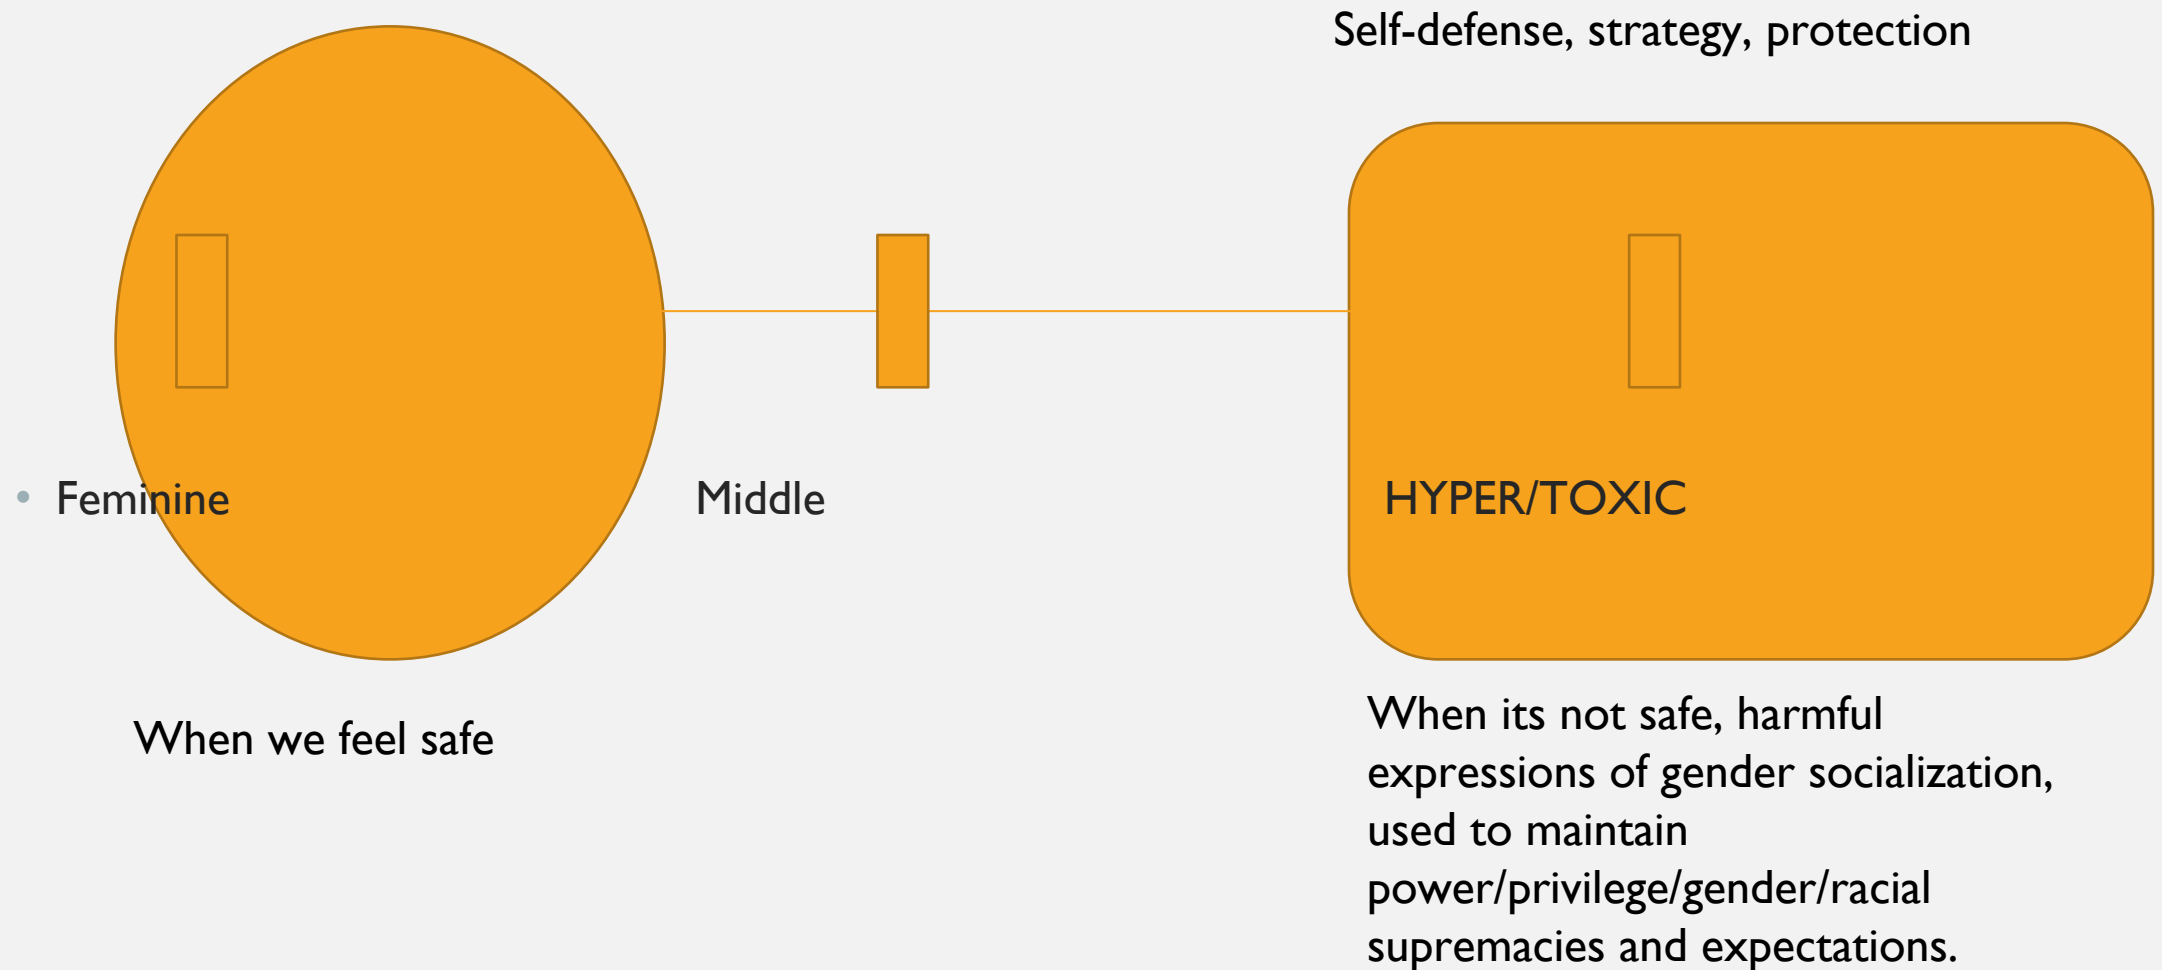 Self-defense, strategy, protection
• Feminine
Middle
HYPER/TOXIC
When we feel safe
When its not safe, harmful
expressions of gender socialization,
used to maintain
power/privilege/gender/racial
supremacies and expectations.